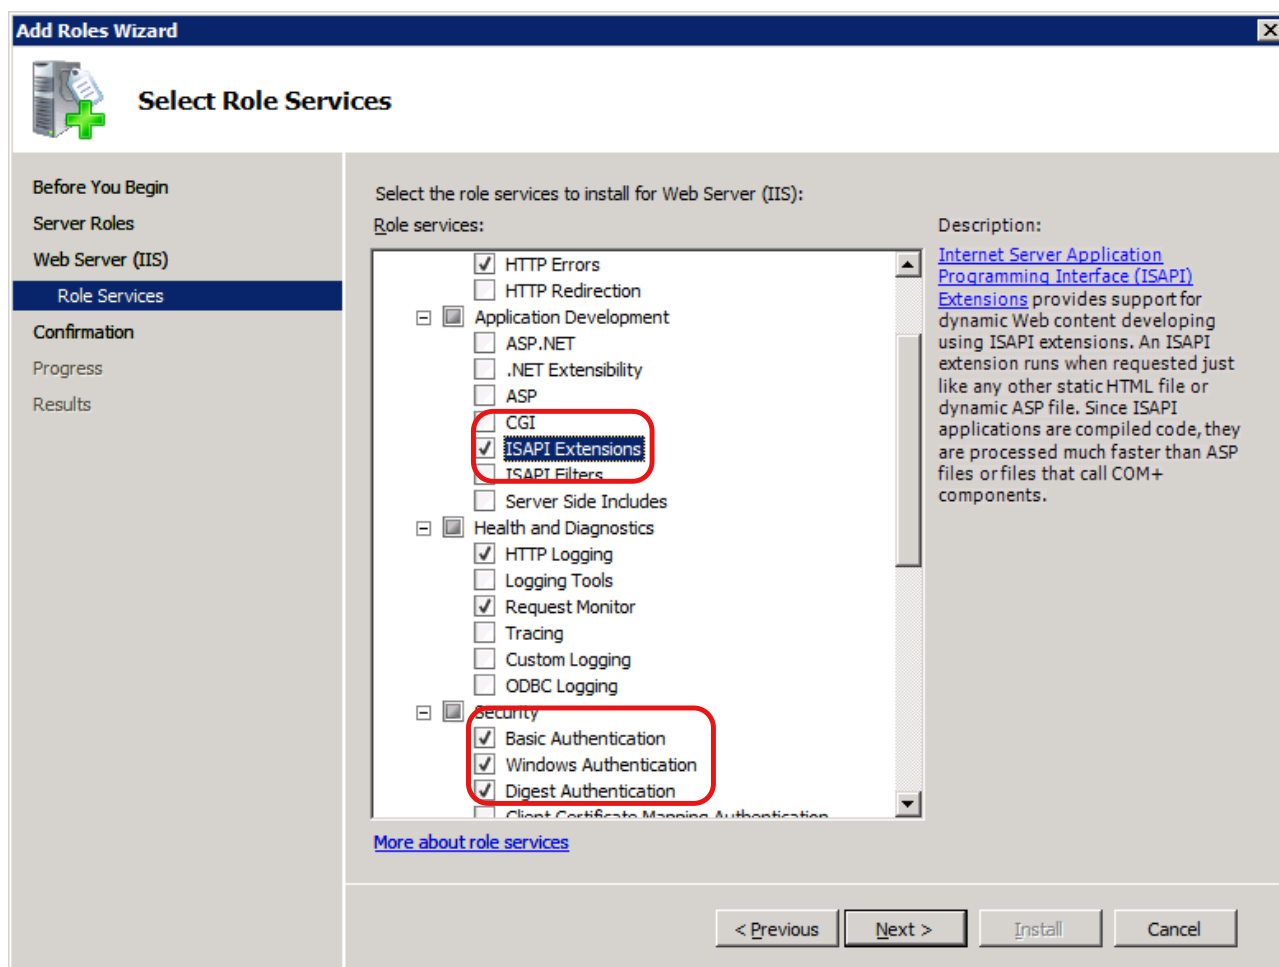 Add Roles Wizard
Select Role Services
Before You Begin
Server Roles
Web Server (IIS)
Role Services
Confirmation
Progress
Results
Select the role services to install for Web Server (IIS):
Role services:
HTTP Errors
HTTP Redirection
Application Development
ASP.NET
.NET Extensibility
ASP
CGI
ISAPI Extensions
ISAPI Filters
Server Side Includes
Health and Diagnostics
HTTP Logging
Logging Tools
Request Monitor
Tracing
Custom Logging
ODBC Logging
Security
Basic Authentication
Windows Authentication
Digest Authentication
Client Certificate Mapping Authentication
More about role services
Description:
Internet Server Application
Programming Interface (ISAPI)
Extensions provides support for
dynamic Web content developing
using ISAPI extensions. An ISAPI
extension runs when requested just
like any other static HTML file or
dynamic ASP file. Since ISAPI
applications are compiled code, they
are processed much faster than ASP
files or files that call COM+
components.
< Previous
Next >
Install
Cancel